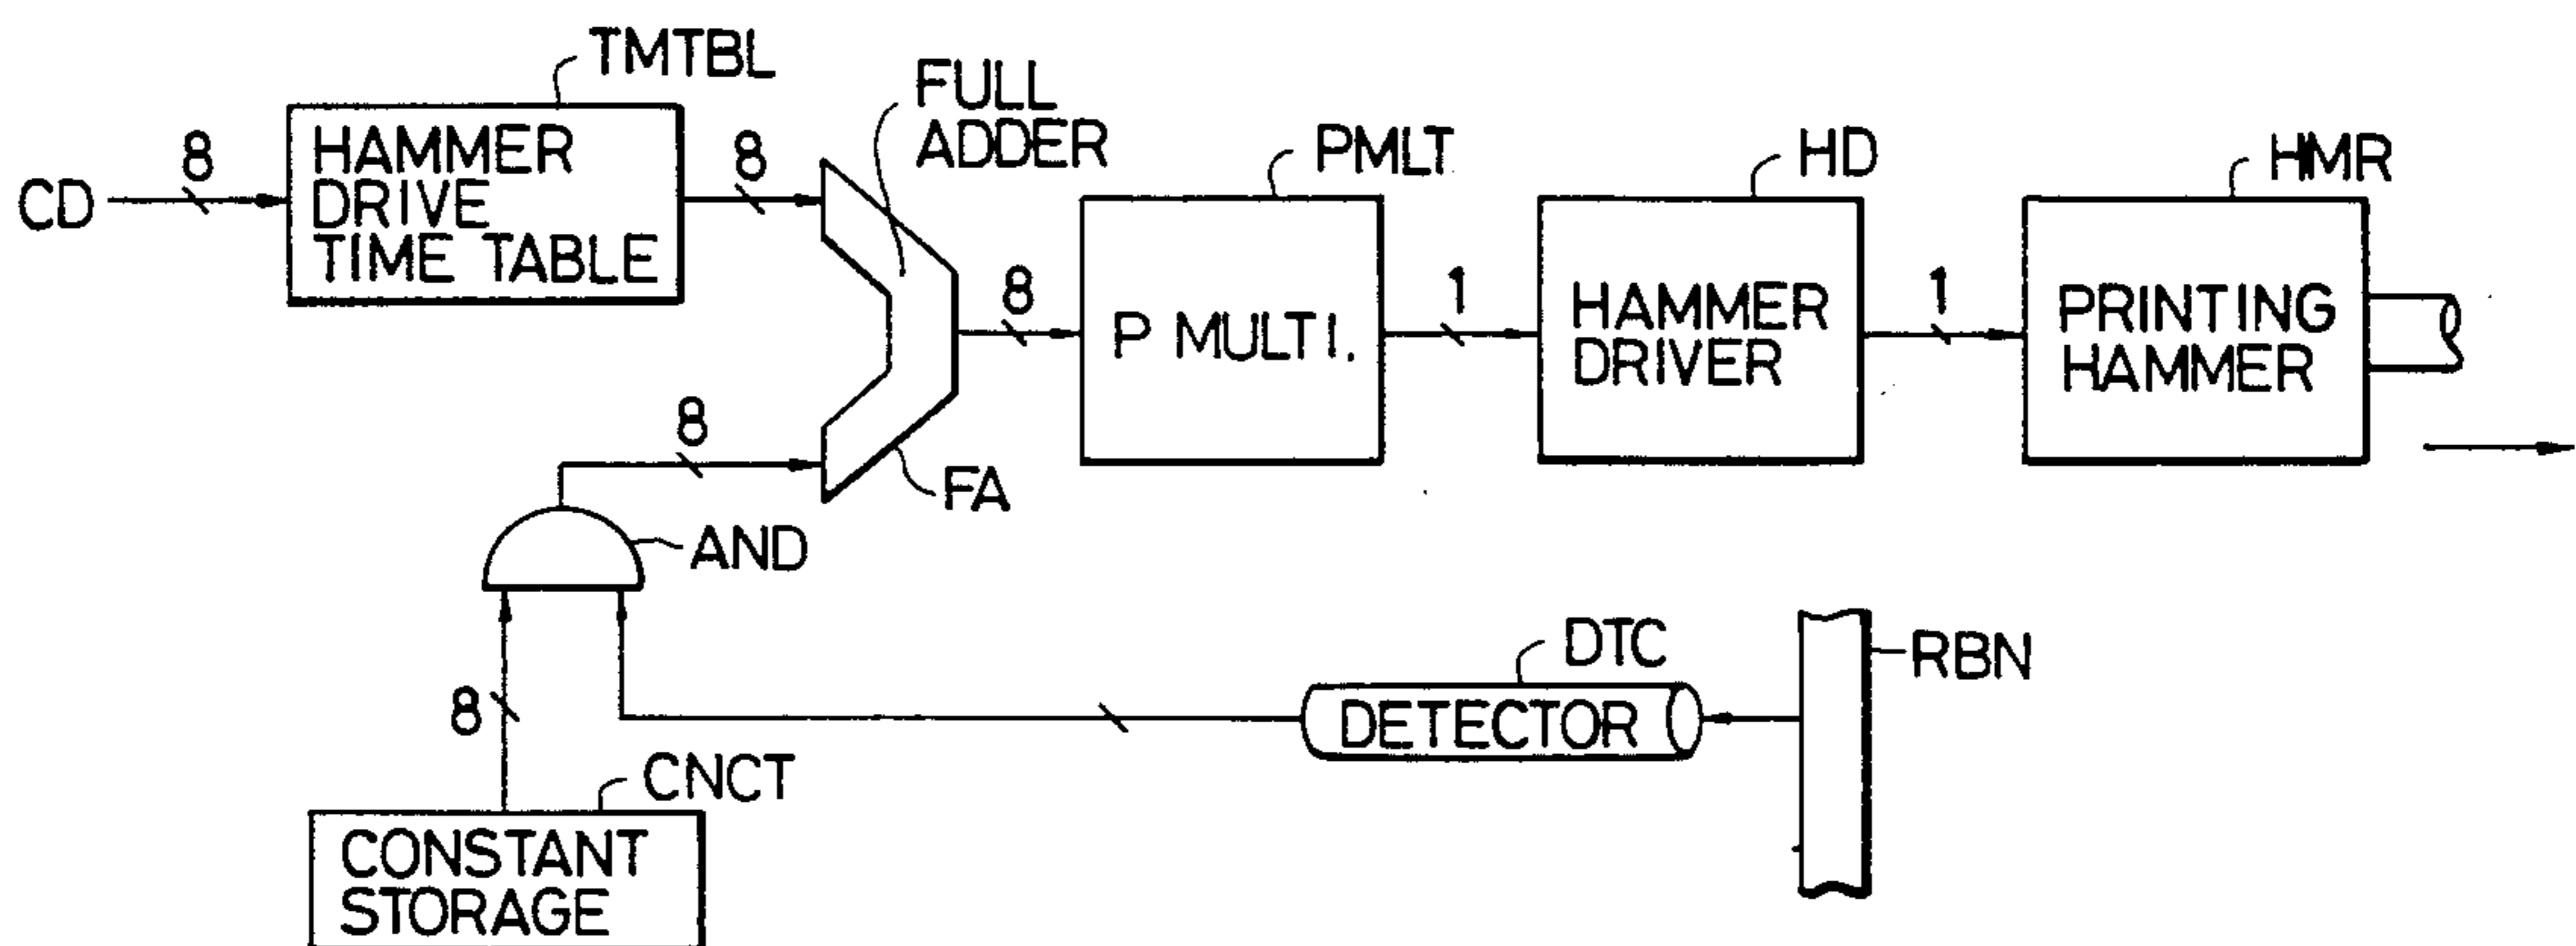 TMTBL
CD
8
HAMMER
DRIVE
TIME TABLE
8
FULL
ADDER
8
PMLT
P MULTI.
1
HD
HAMMER
DRIVER
1
HMR
PRINTING
HAMMER
8
FA
AND
8
CNCT
CONSTANT
STORAGE
DTC
DETECTOR
RBN